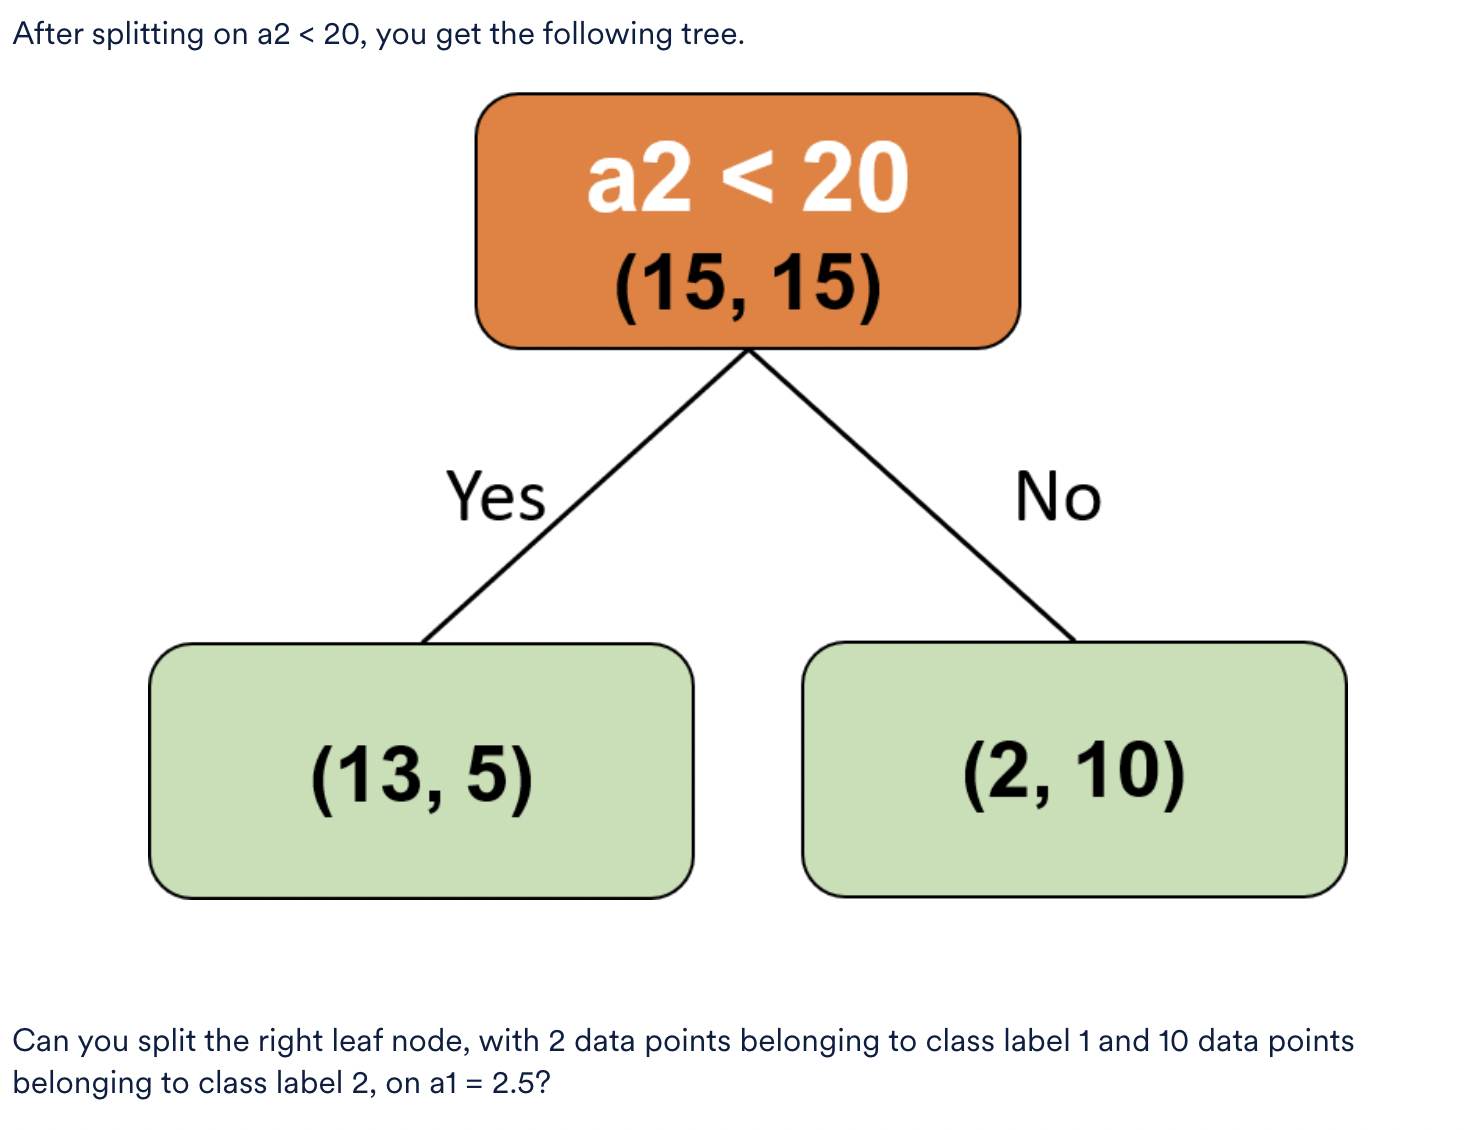 After splitting on a2 < 20, you get the following tree.
a2 < 20
(15, 15)
Yes
No
(13, 5)
(2, 10)
Can you split the right leaf node, with 2 data points belonging to class label 1 and 10 data points
belonging to class label 2, on a1 = 2.5?